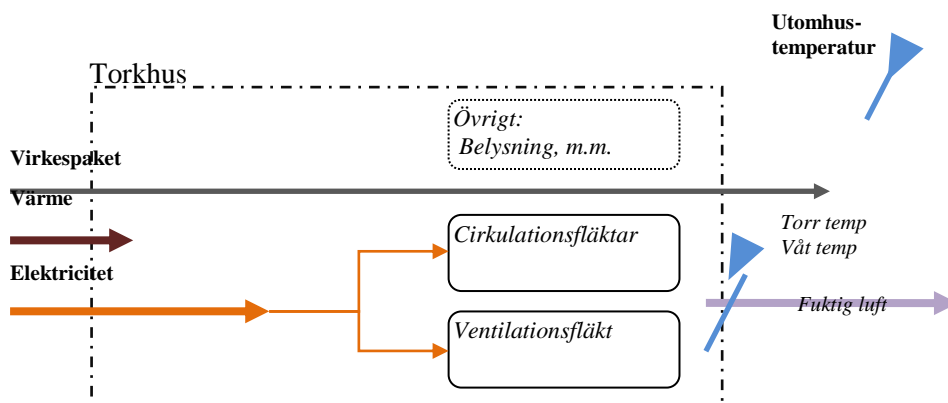 Utomhus-
temperatur
Torkhus
Övrigt:
Belysning, m.m.
Virkespaket
Värme
Cirkulationsfläktar
Torr temp
Våt temp
Elektricitet
Fuktig luft
Ventilationsfläkt